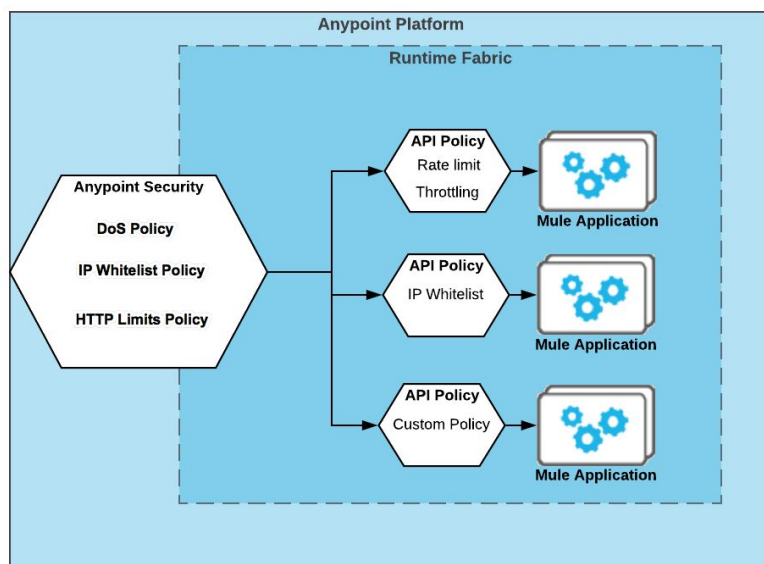 Anypoint Platform
Runtime Fabric
Anypoint Security
DoS Policy
IP Whitelist Policy
HTTP Limits Policy
API Policy
Rate limit
Throttling
Mule Application
API Policy
IP Whitelist
Mule Application
API Policy
Custom Policy
Mule Application